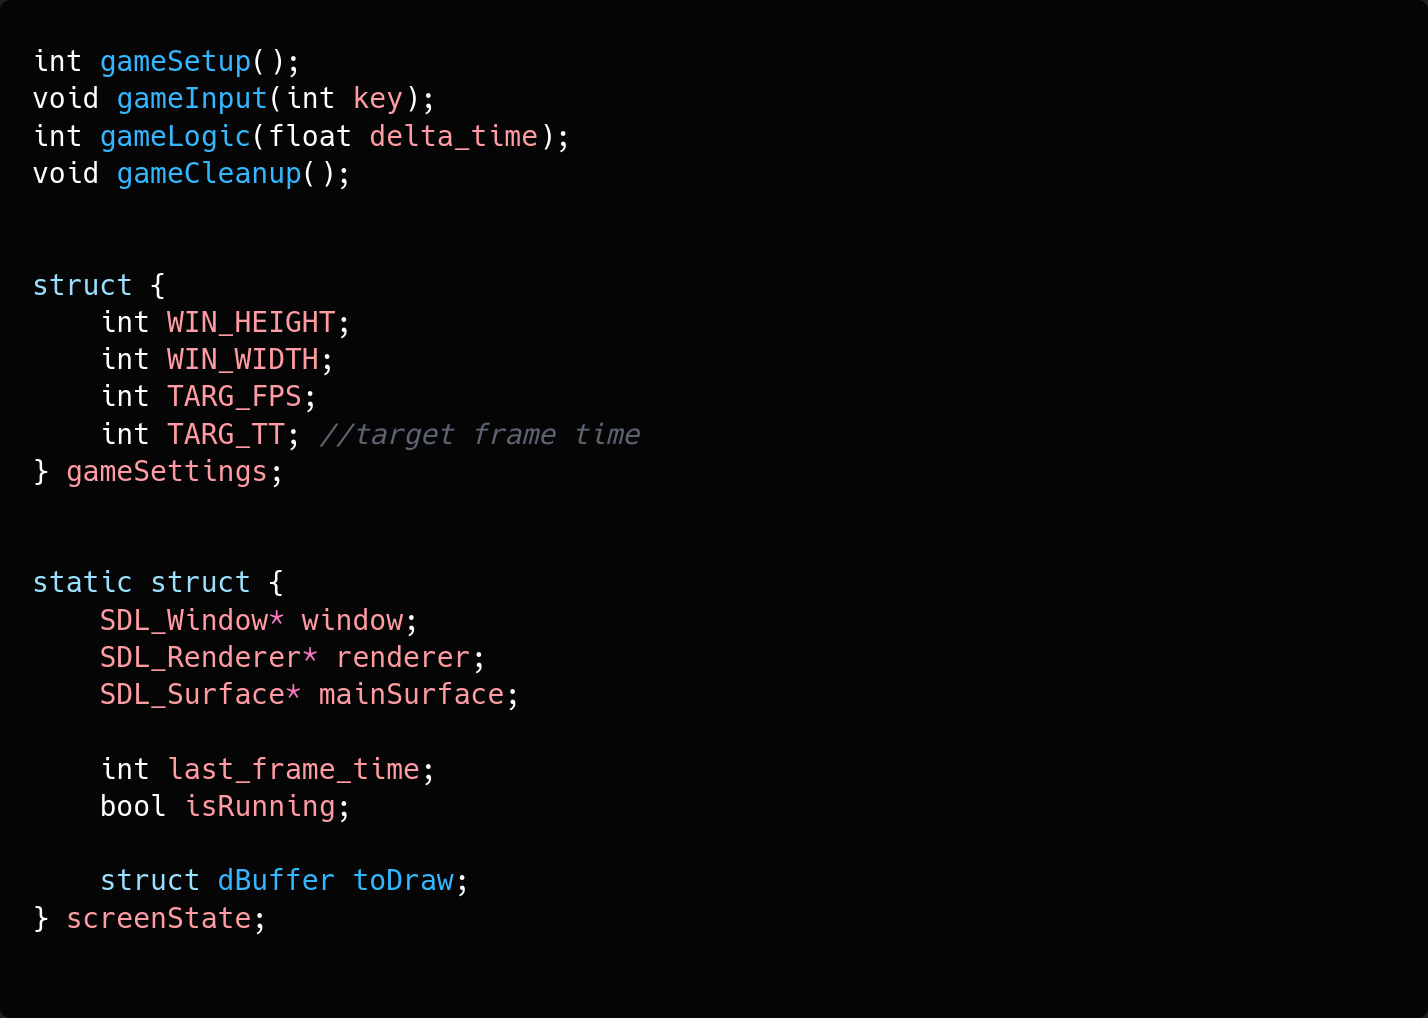 int gameSetup();
void gameInput(int key);
int gameLogic(float delta_time);
void gameCleanup();
struct {
    int WIN_HEIGHT;
    int WIN_WIDTH;
    int TARG_FPS;
    int TARG_TT; //target frame time
} gameSettings;
static struct {
    SDL_Window* window;
    SDL_Renderer* renderer;
    SDL_Surface* mainSurface;
    int last_frame_time;
    bool isRunning;
    struct dBuffer toDraw;
} screenState;